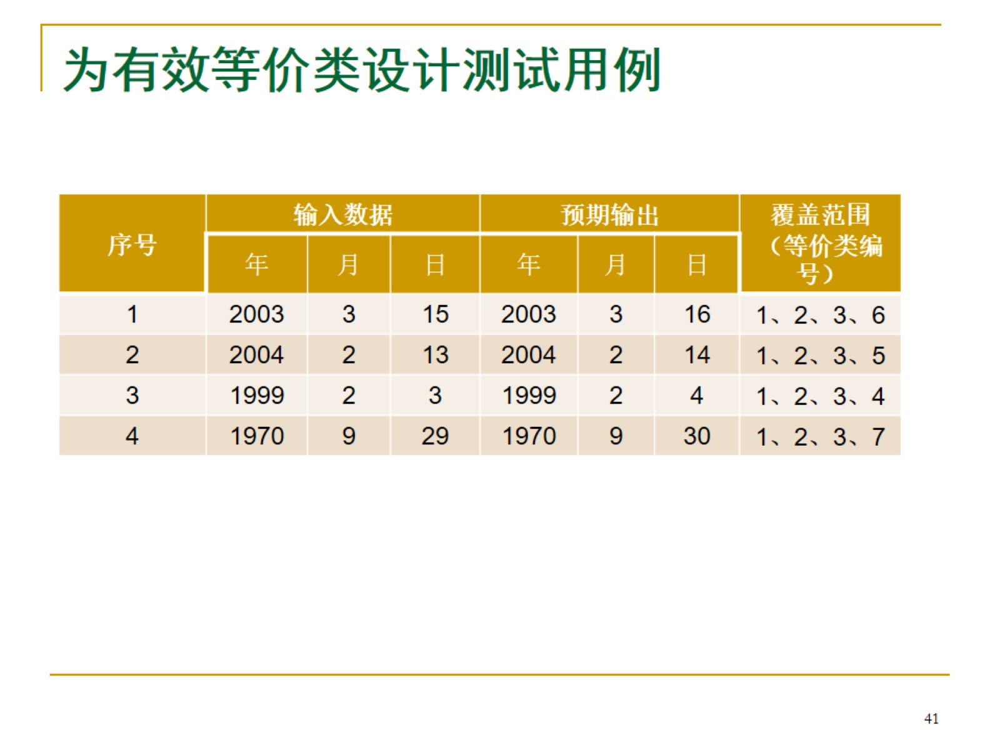 为有效等价类设计测试用例
序号 输入数据 预期输出 覆盖范围
（等价类编
号）
年 月 日 年 月 日
1 2003 3 15 2003 3 16 1、2、3、6
2 2004 2 13 2004 2 14 1、2、3、5
3 1999 2 3 1999 2 4 1、2、3、4
4 1970 9 29 1970 9 30 1、2、3、7
41